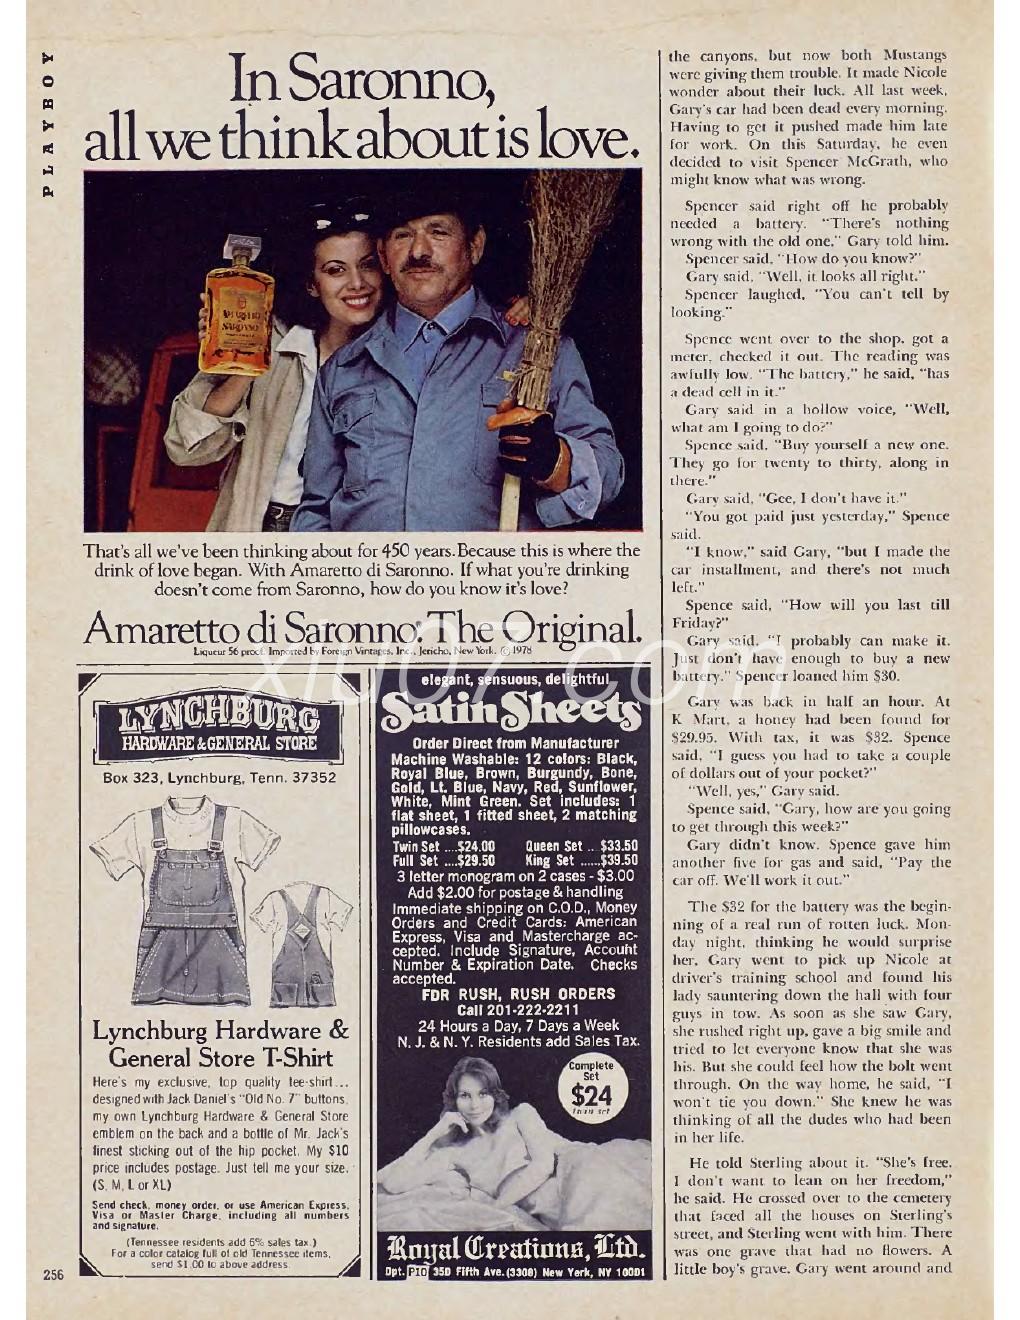 PLAYBOY
In Saronno,
all we think about is love.
AMARETTO
SARONNO
That's all we've been thinking about for 450 years. Because this is where the
drink of love began. With Amaretto di Saronno. If what you're drinking
doesn't come from Saronno, how do you know it's love?
Amaretto di Saronno. The Original.
Liqueur 56 proof. Imported by Foreign Vintages, Inc., Jericho, New York. © 1978
LYNCHBURG
HARDWARE & GENERAL STORE
Box 323, Lynchburg, Tenn. 37352
Lynchburg Hardware &
General Store T-Shirt
Here's my exclusive, top quality tee-shirt...
designed with Jack Daniel's "Old No. 7" buttons,
my own Lynchburg Hardware & General Store
emblem on the back and a bottle of Mr. Jack's
finest sticking out of the hip pocket. My $10
price includes postage. Just tell me your size.
(S, M, L or XL)
Send check, money order, or use American Express,
Visa or Master Charge, including all numbers
and signature.
(Tennessee residents add 6% sales tax.)
For a color catalog full of old Tennessee items,
send $1.00 to above address.
256
elegant, sensuous, delightful
Satin Sheets
Order Direct from Manufacturer
Machine Washable: 12 colors: Black,
Royal Blue, Brown, Burgundy, Bone,
Gold, Lt. Blue, Navy, Red, Sunflower,
White, Mint Green. Set includes: 1
flat sheet, 1 fitted sheet, 2 matching
pillowcases.
Twin Set ....$24.00 Queen Set .. $33.50
Full Set ....$29.50 King Set ......$39.50
3 letter monogram on 2 cases - $3.00
Add $2.00 for postage & handling
Immediate shipping on C.O.D., Money
Orders and Credit Cards: American
Express, Visa and Mastercharge ac-
cepted. Include Signature, Account
Number & Expiration Date. Checks
accepted.
FOR RUSH, RUSH ORDERS
Call 201-222-2211
24 Hours a Day, 7 Days a Week
N. J. & N. Y. Residents add Sales Tax.
Complete
Set
$24
twin set
Royal Creations, Ltd.
Dpt. P10 350 Fifth Ave. (3308) New York, NY 10001
the canyons, but now both Mustangs
were giving them trouble. It made Nicole
wonder about their luck. All last week,
Gary's car had been dead every morning.
Having to get it pushed made him late
for work. On this Saturday, he even
decided to visit Spencer McGrath, who
might know what was wrong.
Spencer said right off he probably
needed a battery. "There's nothing
wrong with the old one," Gary told him.
Spencer said, "How do you know?"
Gary said, "Well, it looks all right."
Spencer laughed, "You can't tell by
looking."
Spence went over to the shop, got a
meter, checked it out. The reading was
awfully low. "The battery," he said, "has
a dead cell in it."
Gary said in a hollow voice, "Well,
what am I going to do?"
Spence said, "Buy yourself a new one.
They go for twenty to thirty, along in
there."
Gary said, "Gee, I don't have it."
"You got paid just yesterday," Spence
said.
"I know," said Gary, "but I made the
car installment, and there's not much
left."
Spence said, "How will you last till
Friday?"
Gary said, "I probably can make it.
Just don't have enough to buy a new
battery." Spencer loaned him $30.
Gary was back in half an hour. At
K Mart, a honey had been found for
$29.95. With tax, it was $32. Spence
said, "I guess you had to take a couple
of dollars out of your pocket?"
"Well, yes," Gary said.
Spence said, "Gary, how are you going
to get through this week?"
Gary didn't know. Spence gave him
another five for gas and said, "Pay the
car off. We'll work it out."
The $32 for the battery was the begin-
ning of a real run of rotten luck. Mon-
day night, thinking he would surprise
her, Gary went to pick up Nicole at
driver's training school and found his
lady sauntering down the hall with four
guys in tow. As soon as she saw Gary,
she rushed right up, gave a big smile and
tried to let everyone know that she was
his. But she could feel how the bolt went
through. On the way home, he said, "I
won't tie you down." She knew he was
thinking of all the dudes who had been
in her life.
He told Sterling about it. "She's free.
I don't want to lean on her freedom,"
he said. He crossed over to the cemetery
that faced all the houses on Sterling's
street, and Sterling went with him. There
was one grave that had no flowers. A
little boy's grave. Gary went around and
xiu07.com